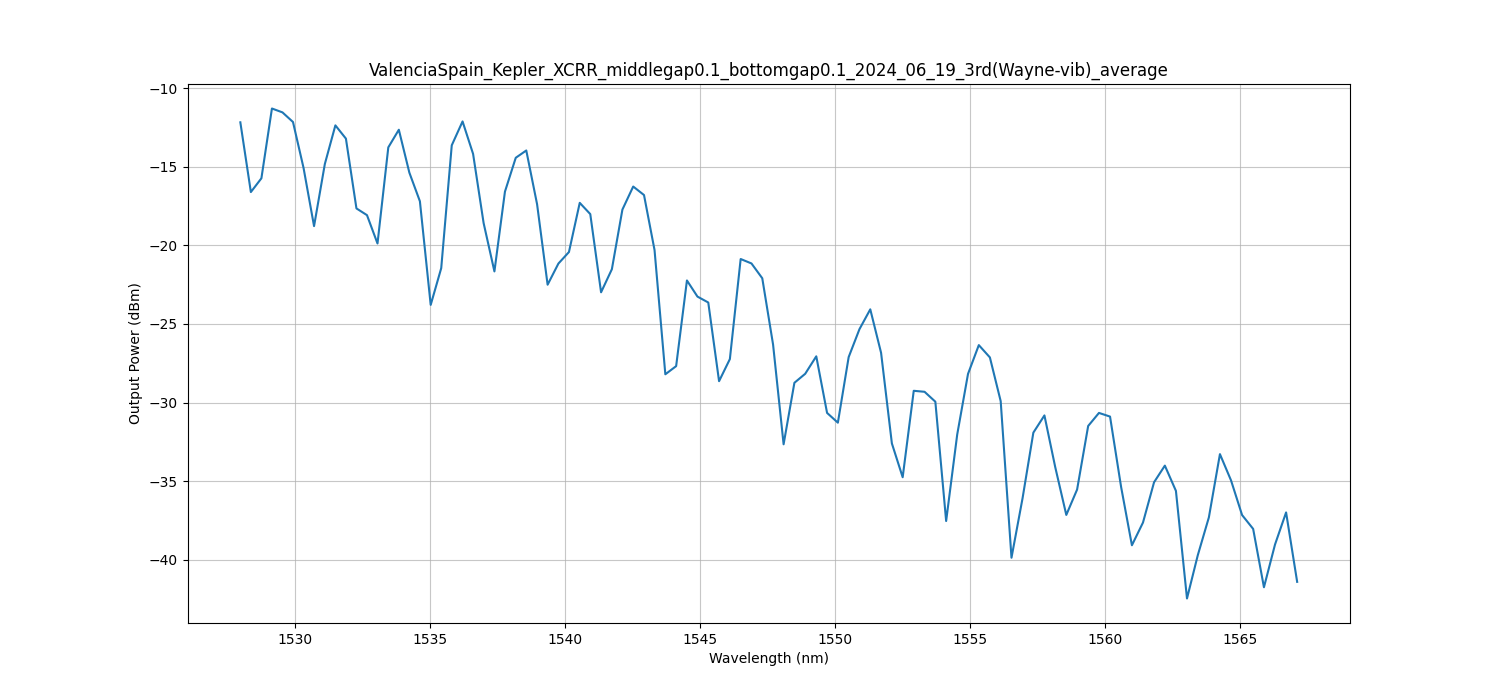 ValenciaSpain_Kepler_XCRR_middlegap0.1_bottomgap0.1_2024_06_19_3rd(Wayne-vib)_average
Output Power (dBm)
−10
−15
−20
−25
−30
−35
−40
1530 1535 1540 1545 1550 1555 1560 1565
Wavelength (nm)